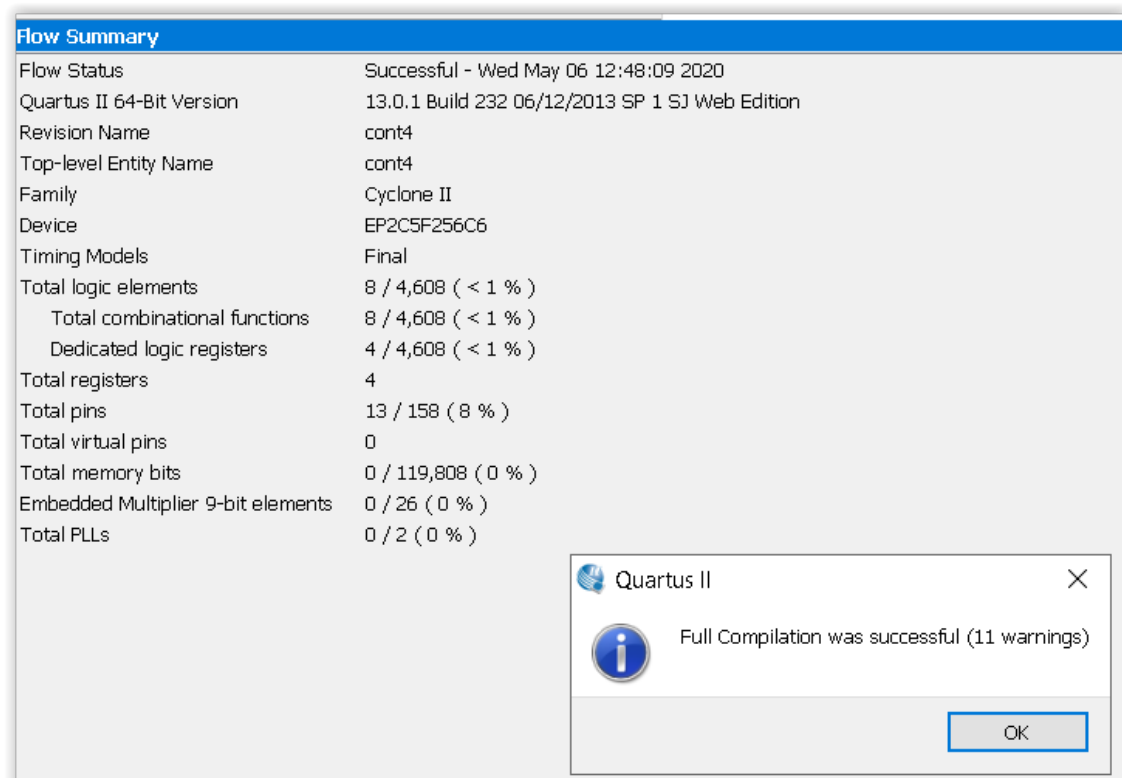 Flow Summary
Flow Status Successful - Wed May 06 12:48:09 2020
Quartus II 64-Bit Version 13.0.1 Build 232 06/12/2013 SP 1 SJ Web Edition
Revision Name cont4
Top-level Entity Name cont4
Family Cyclone II
Device EP2C5F256C6
Timing Models Final
Total logic elements 8 / 4,608 ( < 1 % )
Total combinational functions 8 / 4,608 ( < 1 % )
Dedicated logic registers 4 / 4,608 ( < 1 % )
Total registers 4
Total pins 13 / 158 ( 8 % )
Total virtual pins 0
Total memory bits 0 / 119,808 ( 0 % )
Embedded Multiplier 9-bit elements 0 / 26 ( 0 % )
Total PLLs 0 / 2 ( 0 % )
Quartus II
Full Compilation was successful (11 warnings)
OK